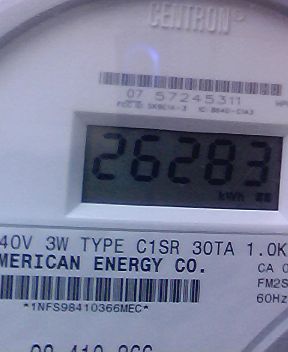 CENTRON
07 57245311
26283
kWh
40V 3W TYPE C1SR 30TA 1.0K
MERICAN ENERGY CO.
CA 0
FM2S
60Hz
*1NFS98410366MEC*